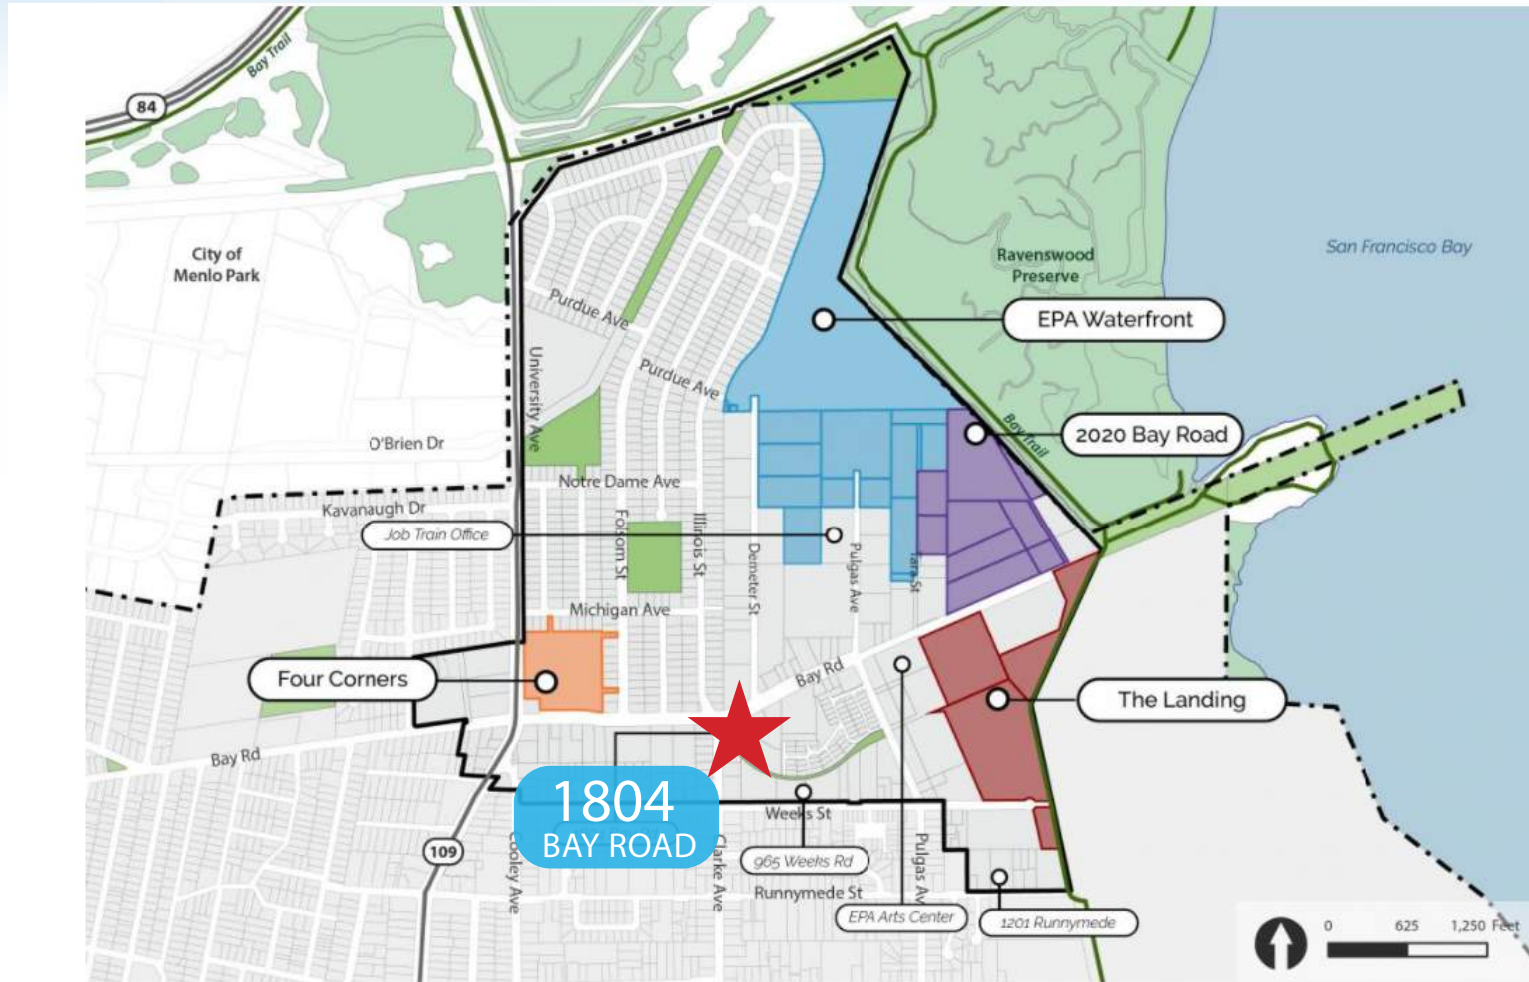 Bay Trail
84
City of
Menlo Park
Ravenswood
Preserve
San Francisco Bay
Purdue Ave
EPA Waterfront
University Ave
Purdue Ave
Bay Trail
2020 Bay Road
O'Brien Dr
Notre Dame Ave
Kavanaugh Dr
Job Train Office
Folsom St
Illinois St
Demeter St
Pulgas Ave
Tara St
Michigan Ave
Four Corners
Bay Rd
The Landing
Bay Rd
1804
BAY ROAD
Weeks St
109
Cooley Ave
Clarke Ave
965 Weeks Rd
Pulgas Av
Runnymede St
EPA Arts Center
1201 Runnymede
0 625 1,250 Feet